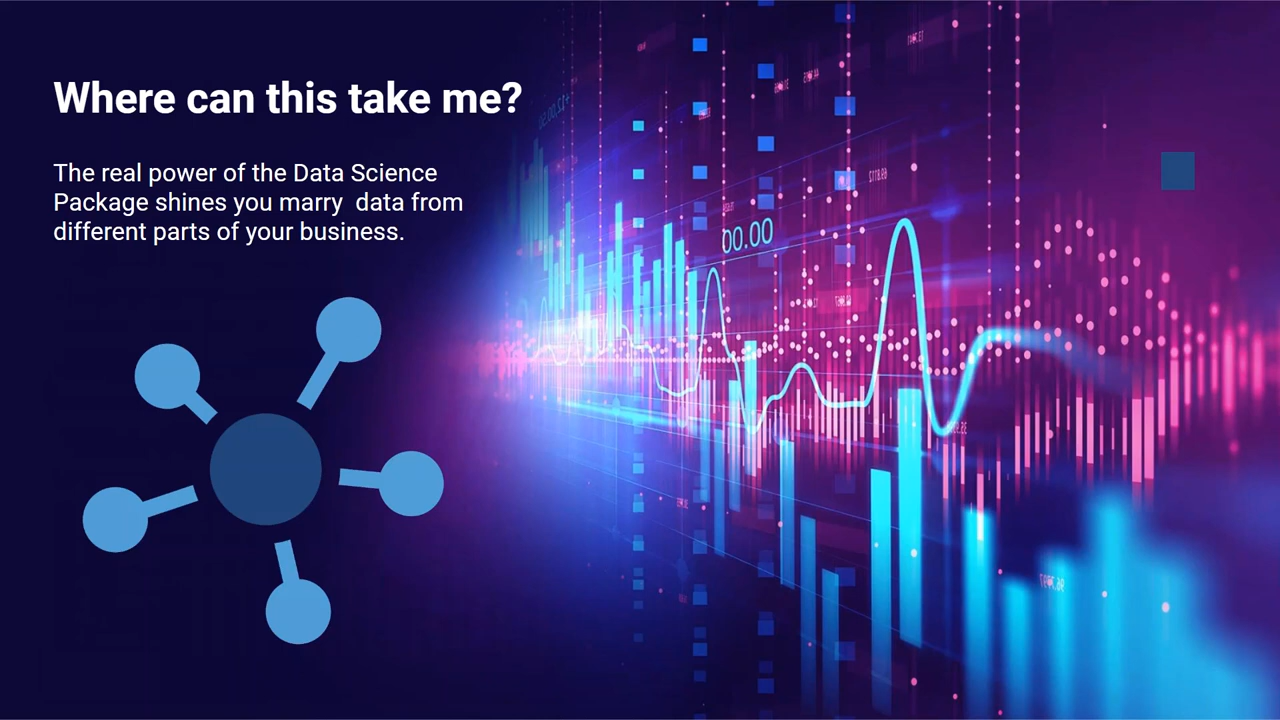 Where can this take me?
The real power of the Data Science
Package shines you marry  data from
different parts of your business.
00.00